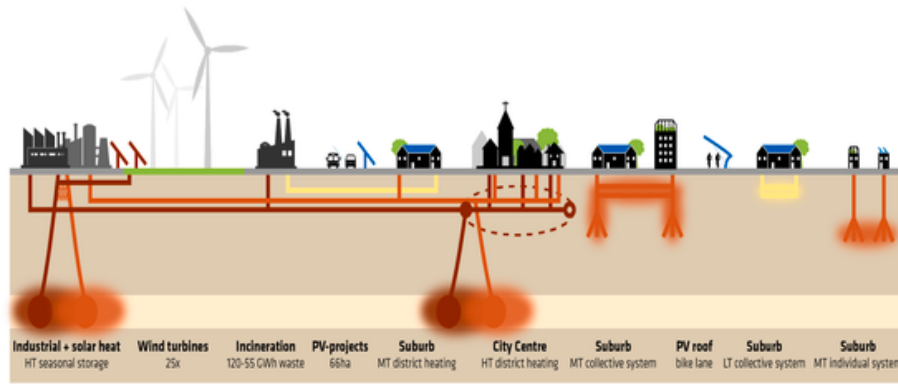 Industrial + solar heat
HT seasonal storage
Wind turbines
25x
Incineration
120-55 GWh waste
PV-projects
66ha
Suburb
MT district heating
City Centre
HT district heating
Suburb
MT collective system
PV roof
bike lane
Suburb
LT collective system
Suburb
MT individual system